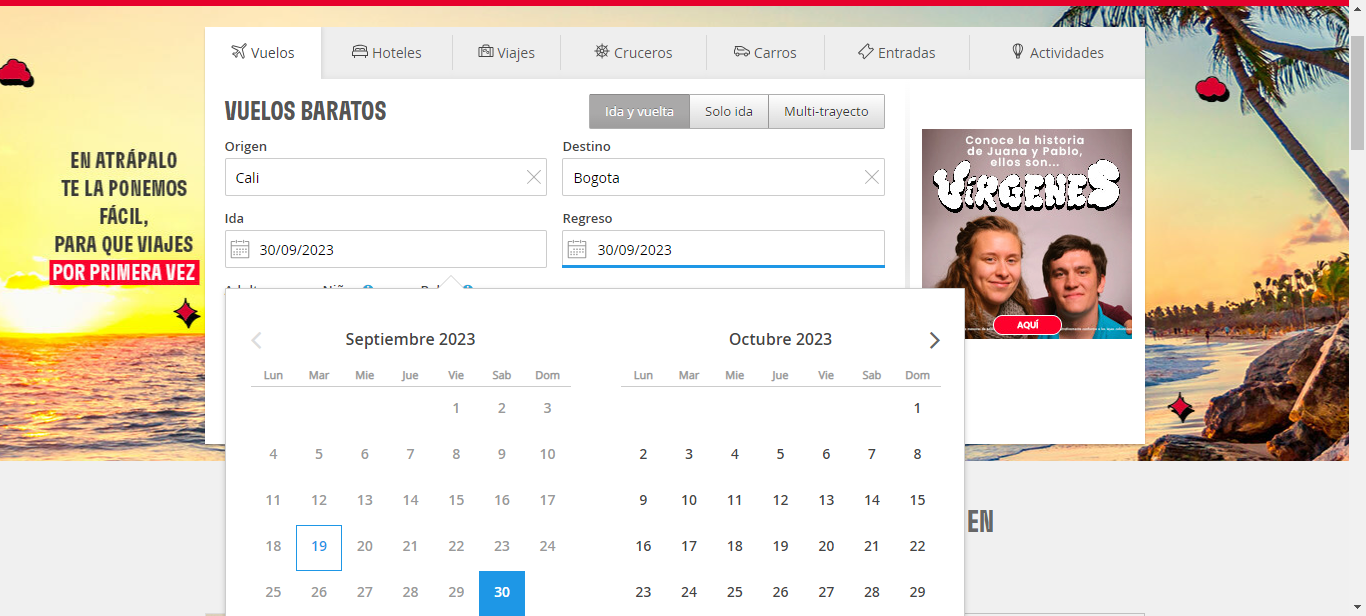 Vuelos
Hoteles
Viajes
Cruceros
Carros
Entradas
Actividades
EN ATRÁPALO
TE LA PONEMOS
FÁCIL,
PARA QUE VIAJES
POR PRIMERA VEZ
VUELOS BARATOS
Ida y vuelta
Solo ida
Multi-trayecto
Origen
Destino
Cali
Bogota
Ida
Regreso
30/09/2023
30/09/2023
Conoce la historia
de Juana y Pablo,
ellos son...
VÍRGENES
AQUÍ
Septiembre 2023
Lun Mar Mie Jue Vie Sab Dom
1 2 3
4 5 6 7 8 9 10
11 12 13 14 15 16 17
18 19 20 21 22 23 24
25 26 27 28 29 30
Octubre 2023
Lun Mar Mie Jue Vie Sab Dom
1
2 3 4 5 6 7 8
9 10 11 12 13 14 15
16 17 18 19 20 21 22
23 24 25 26 27 28 29
EN